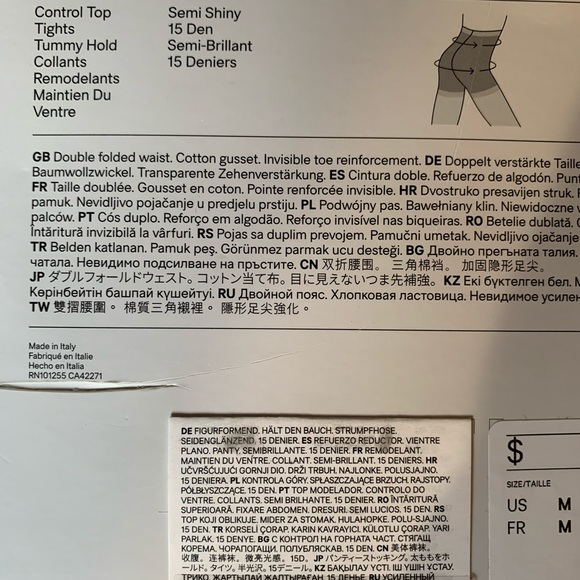 Control Top
Tights
Tummy Hold
Collants
Remodelants
Maintien Du
Ventre
Semi Shiny
15 Den
Semi-Brillant
15 Deniers
GB Double folded waist. Cotton gusset. Invisible toe reinforcement. DE Doppelt verstärkte Taille
Baumwollzwickel. Transparente Zehenverstärkung. ES Cintura doble. Refuerzo de algodón. Punt
FR Taille doublée. Gousset en coton. Pointe renforcée invisible. HR Dvostruko presavijen struk. P
pamuk. Nevidljivo pojačanje u predjelu prstiju. PL Podwójny pas. Bawełniany klin. Niewidoczne w
palców. PT Cós duplo. Reforço em algodão. Reforço invisível nas biqueiras. RO Betelie dublată. C
Întăritură invizibilă la vârfuri. RS Pojas sa duplim prevojem. Pamučni umetak. Nevidljivo ojačanje
TR Belden katlanan. Pamuk peş. Görünmez parmak ucu desteği. BG Двойно прегъната талия.
чатала. Невидимо подсилване на пръстите. CN 双折腰围。 三角棉裆。 加固隐形足尖。
JP ダブルフォールドウェスト。コットン当て布。目に見えないつま先補強。 KZ Екі бүктелген бел. М
Көрінбейтін башпай күшейтуі. RU Двойной пояс. Хлопковая ластовица. Невидимое усилен
TW 雙摺腰圍。 棉質三角襯裡。 隱形足尖強化。
Made in Italy
Fabriqué en Italie
Hecho en Italia
RN101255 CA42271
DE FIGURFORMEND. HÄLT DEN BAUCH. STRUMPFHOSE.
SEIDENGLÄNZEND. 15 DENIER. ES REFUERZO REDUCTOR. VIENTRE
PLANO. PANTY. SEMIBRILLANTE. 15 DENIER. FR REMODELANT.
MAINTIEN DU VENTRE. COLLANT. SEMI-BRILLANT. 15 DENIERS. HR
UČVRŠĆUJUĆI GORNJI DIO. DRŽI TRBUH. NAJLONKE. POLUSJAJNO.
15 DENIERA. PL KONTROLA GÓRY. SPŁASZCZAJĄCE BRZUCH. RAJSTOPY.
PÓŁBŁYSZCZĄCE. 15 DEN. PT TOP MODELADOR. CONTROLO DO
VENTRE. COLLANTS. SEMI BRILHANTE. 15 DEN. RO ÎNTĂRITURĂ
SUPERIOARĂ. FIXARE ABDOMEN. DRESURI. SEMI LUCIOS. 15 DEN. RS
TOP KOJI OBLIKUJE. MIDER ZA STOMAK. HULAHOPKE. POLU-SJAJNO.
15 DEN. TR KORSELİ ÇORAP. KARIN KAVRAYICI. KÜLOTLU ÇORAP. YARI
PARLAK. 15 DENYE. BG С КОНТРОЛ НА ГОРНАТА ЧАСТ. СТЯГАЩ
КОРЕМА. ЧОРАПОГАЩИ. ПОЛУБЛЯСКАВ. 15 DEN. CN 美体裤袜。
收腹。连裤袜。微亮光感。15D。JP パンティーストッキング。太ももをホ
ールド。タイツ。半光沢。15デニール。KZ БАҚЫЛАУ ҮСТІ. ІШ ҰШІН ҰСТАУ.
ТРИКО. ЖАРТЫЛАЙ ЖАЛТЫРАҒАН. 15 ДЕНЬЕ. RU УСИЛЕННЫЙ
$
SIZE/TAILLE
US M
FR M